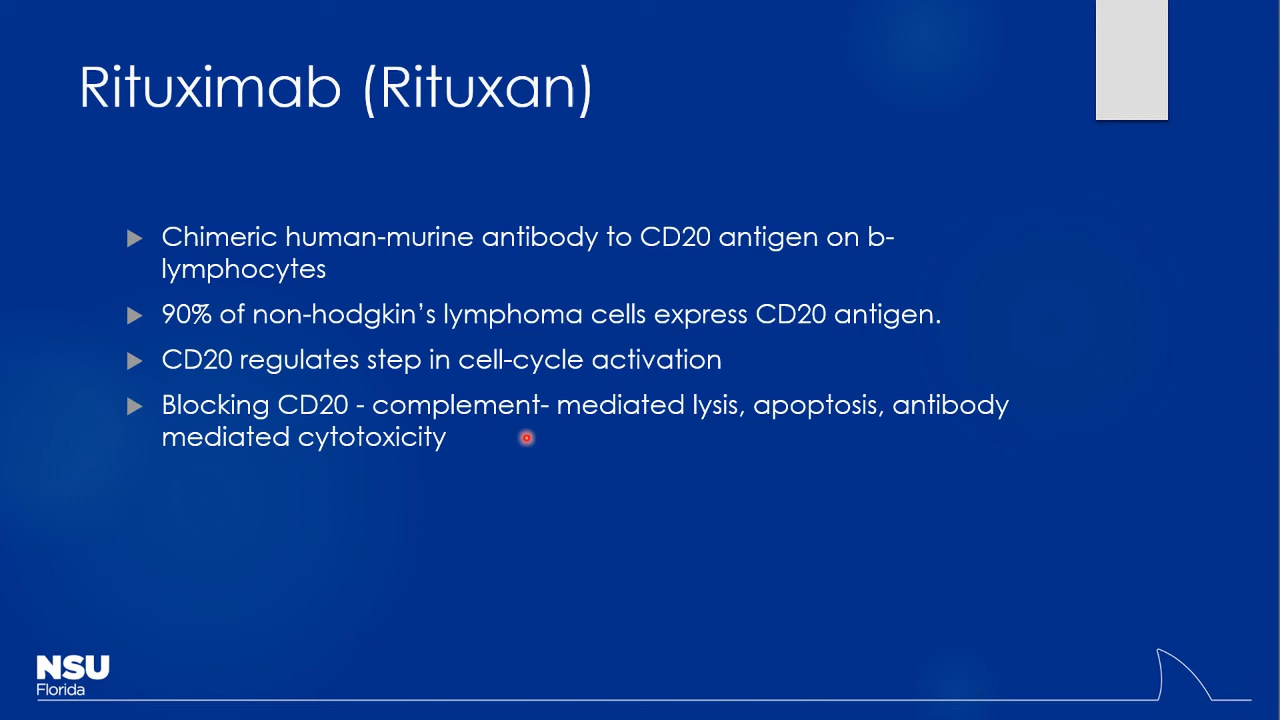 Rituximab (Rituxan)
Chimeric human-murine antibody to CD20 antigen on b-
lymphocytes
90% of non-hodgkin’s lymphoma cells express CD20 antigen.
CD20 regulates step in cell-cycle activation
Blocking CD20 - complement- mediated lysis, apoptosis, antibody
mediated cytotoxicity
NSU
Florida